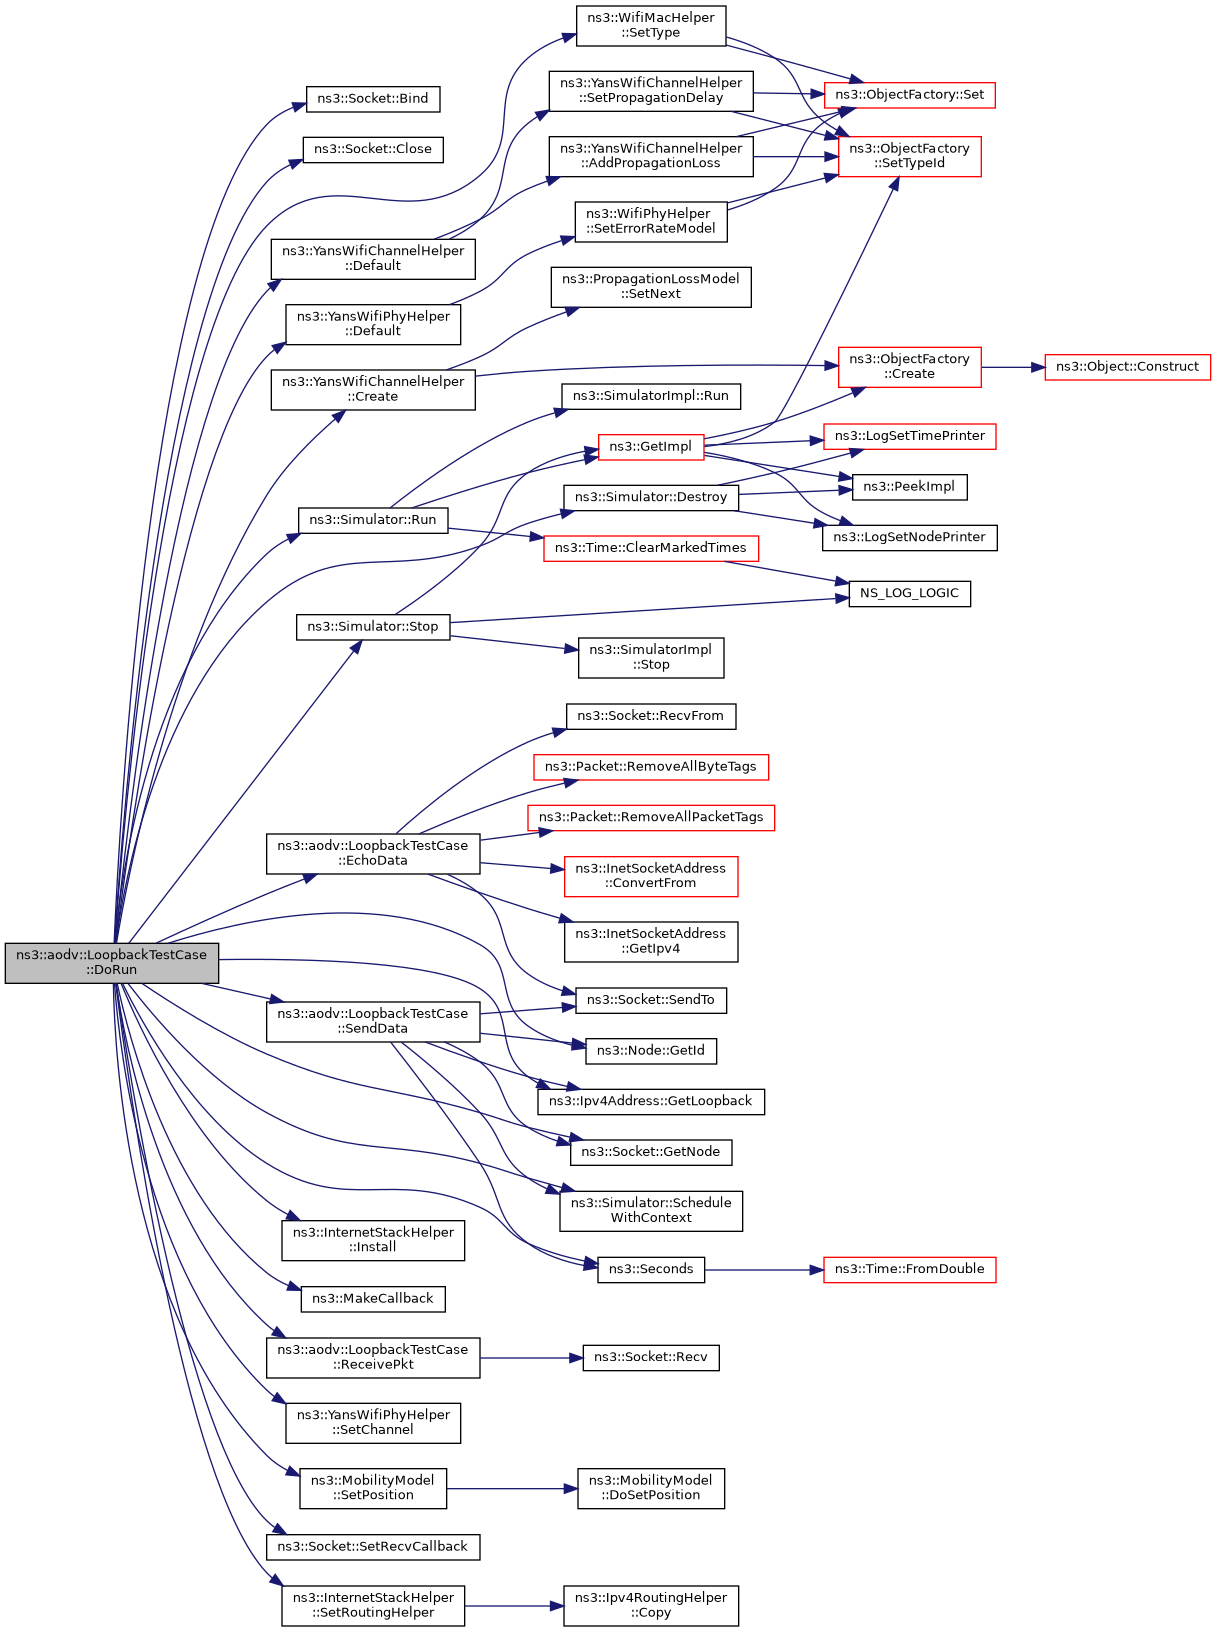 ns3::aodv::LoopbackTestCase
::DoRun
ns3::Socket::Bind
ns3::Socket::Close
ns3::YansWifiChannelHelper
::Default
ns3::YansWifiPhyHelper
::Default
ns3::YansWifiChannelHelper
::Create
ns3::Simulator::Run
ns3::Simulator::Stop
ns3::aodv::LoopbackTestCase
::EchoData
ns3::aodv::LoopbackTestCase
::SendData
ns3::InternetStackHelper
::Install
ns3::MakeCallback
ns3::aodv::LoopbackTestCase
::ReceivePkt
ns3::YansWifiPhyHelper
::SetChannel
ns3::MobilityModel
::SetPosition
ns3::Socket::SetRecvCallback
ns3::InternetStackHelper
::SetRoutingHelper
ns3::WifiMacHelper
::SetType
ns3::YansWifiChannelHelper
::SetPropagationDelay
ns3::YansWifiChannelHelper
::AddPropagationLoss
ns3::WifiPhyHelper
::SetErrorRateModel
ns3::PropagationLossModel
::SetNext
ns3::SimulatorImpl::Run
ns3::GetImpl
ns3::Simulator::Destroy
ns3::Time::ClearMarkedTimes
ns3::SimulatorImpl
::Stop
ns3::Socket::RecvFrom
ns3::Packet::RemoveAllByteTags
ns3::Packet::RemoveAllPacketTags
ns3::InetSocketAddress
::ConvertFrom
ns3::InetSocketAddress
::GetIpv4
ns3::Socket::SendTo
ns3::Node::GetId
ns3::Ipv4Address::GetLoopback
ns3::Socket::GetNode
ns3::Simulator::Schedule
WithContext
ns3::Seconds
ns3::Socket::Recv
ns3::MobilityModel
::DoSetPosition
ns3::Ipv4RoutingHelper
::Copy
ns3::ObjectFactory::Set
ns3::ObjectFactory
::SetTypeId
ns3::ObjectFactory
::Create
ns3::LogSetTimePrinter
ns3::PeekImpl
ns3::LogSetNodePrinter
NS_LOG_LOGIC
ns3::Time::FromDouble
ns3::Object::Construct